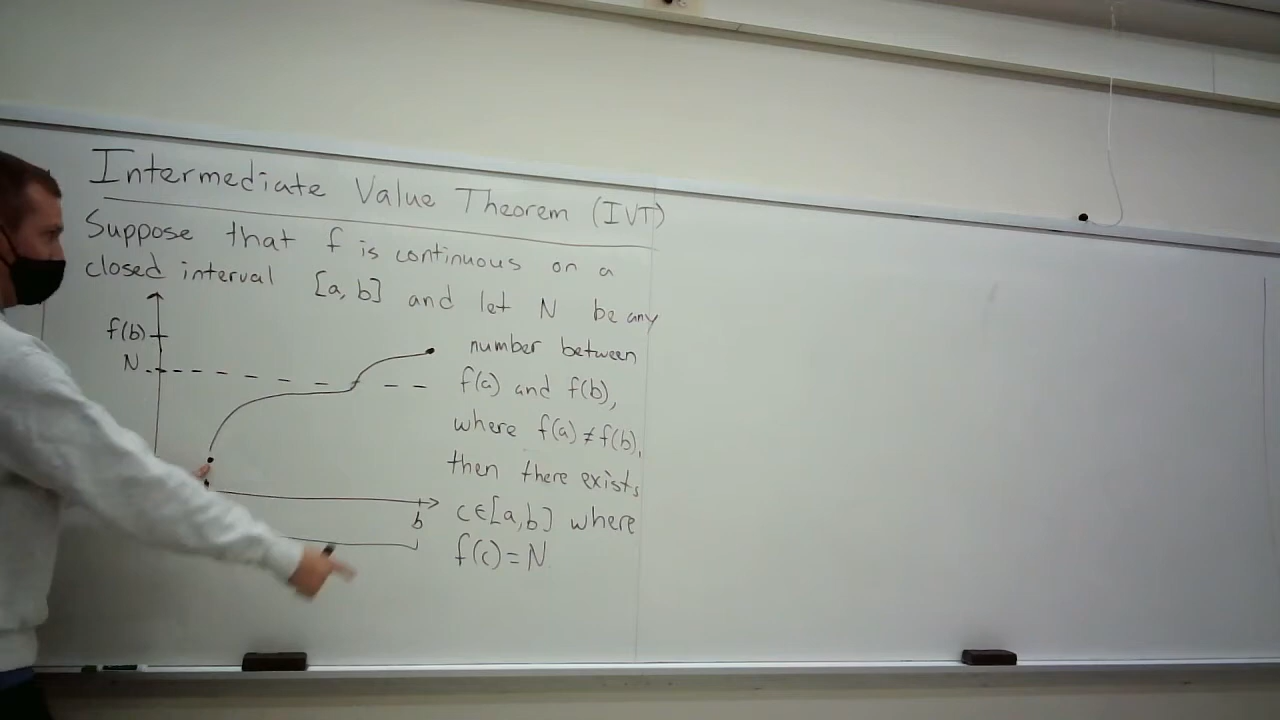 Intermediate Value Theorem (IVT)
Suppose that f is continuous on a
closed interval [a, b] and let N be any
number between
f(a) and f(b),
where f(a) ≠ f(b),
then there exists
c∈[a,b] where
f(c) = N
f(b)
N
b